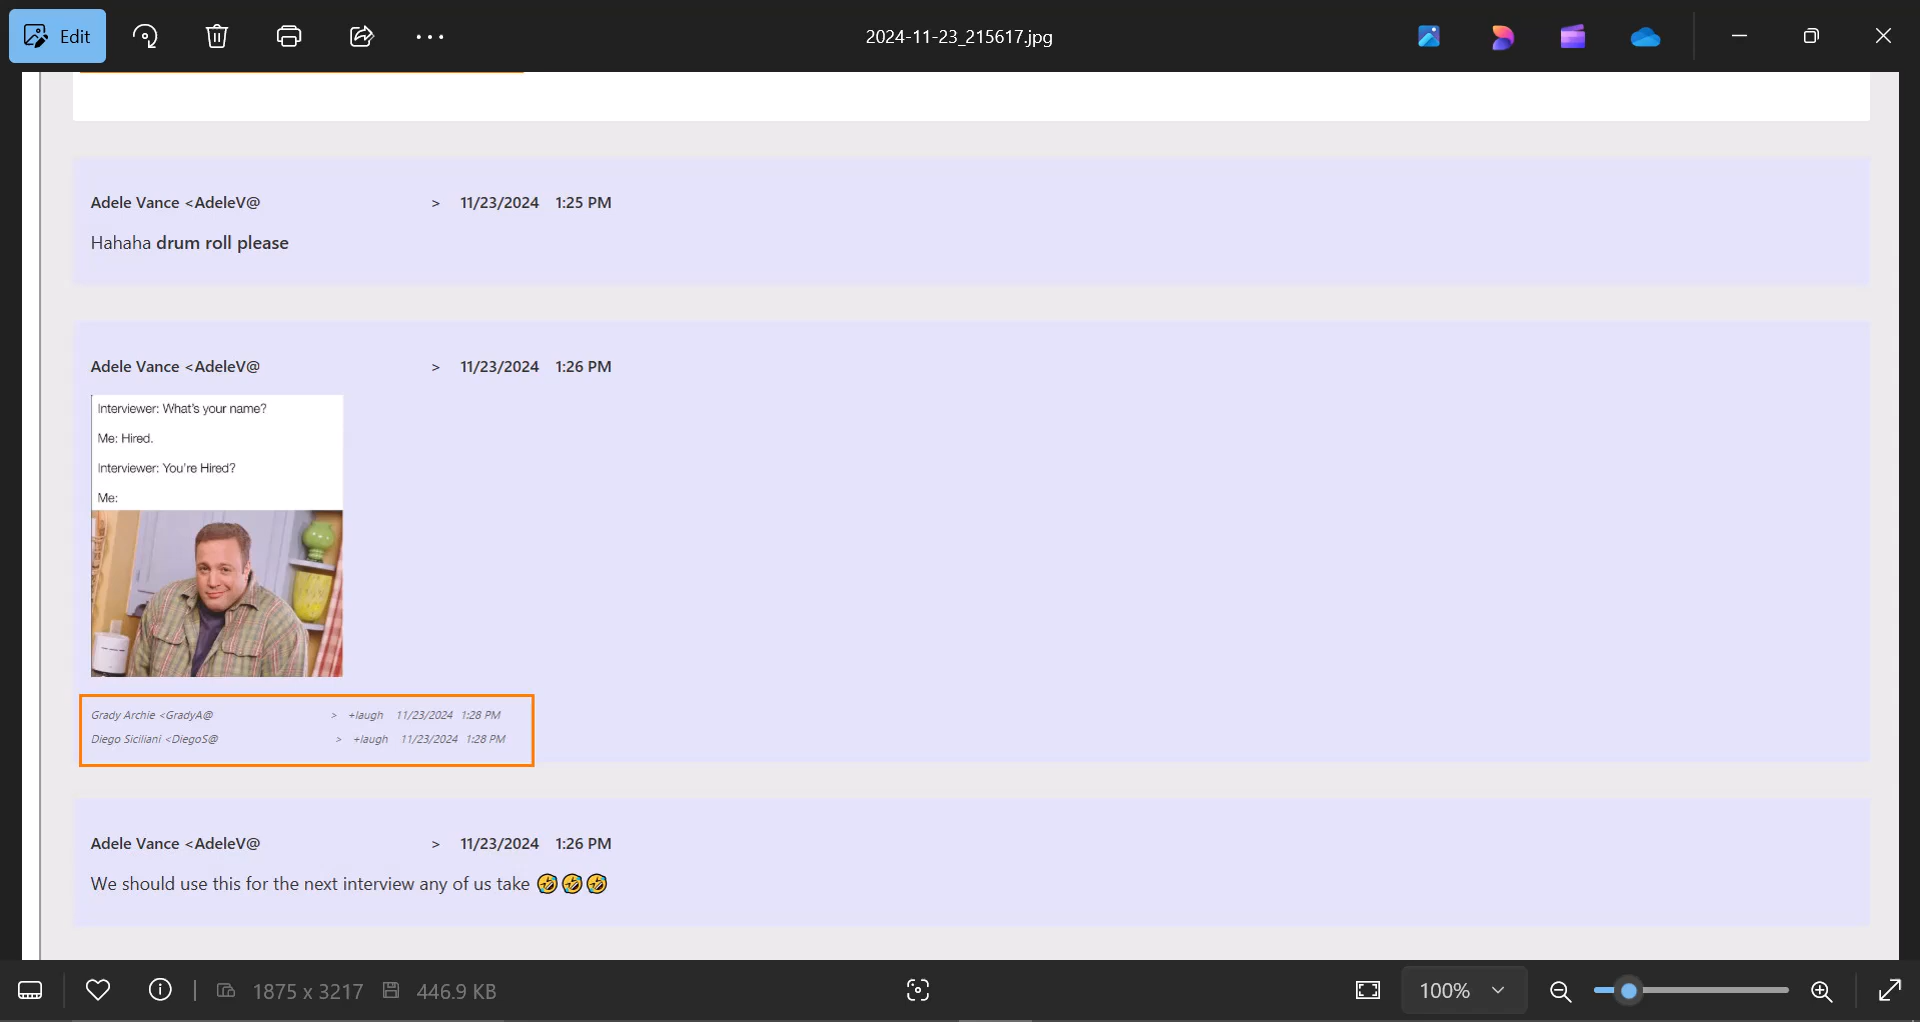 Edit
2024-11-23_215617.jpg
Adele Vance <AdeleV@ > 11/23/2024 1:25 PM
Hahaha drum roll please
Adele Vance <AdeleV@ > 11/23/2024 1:26 PM
Interviewer: What's your name?
Me: Hired.
Interviewer: You're Hired?
Me:
Grady Archie <GradyA@ > +laugh 11/23/2024 1:28 PM
Diego Siciliani <DiegoS@ > +laugh 11/23/2024 1:28 PM
Adele Vance <AdeleV@ > 11/23/2024 1:26 PM
We should use this for the next interview any of us take 🤣🤣🤣
1875 x 3217 446.9 KB 100%